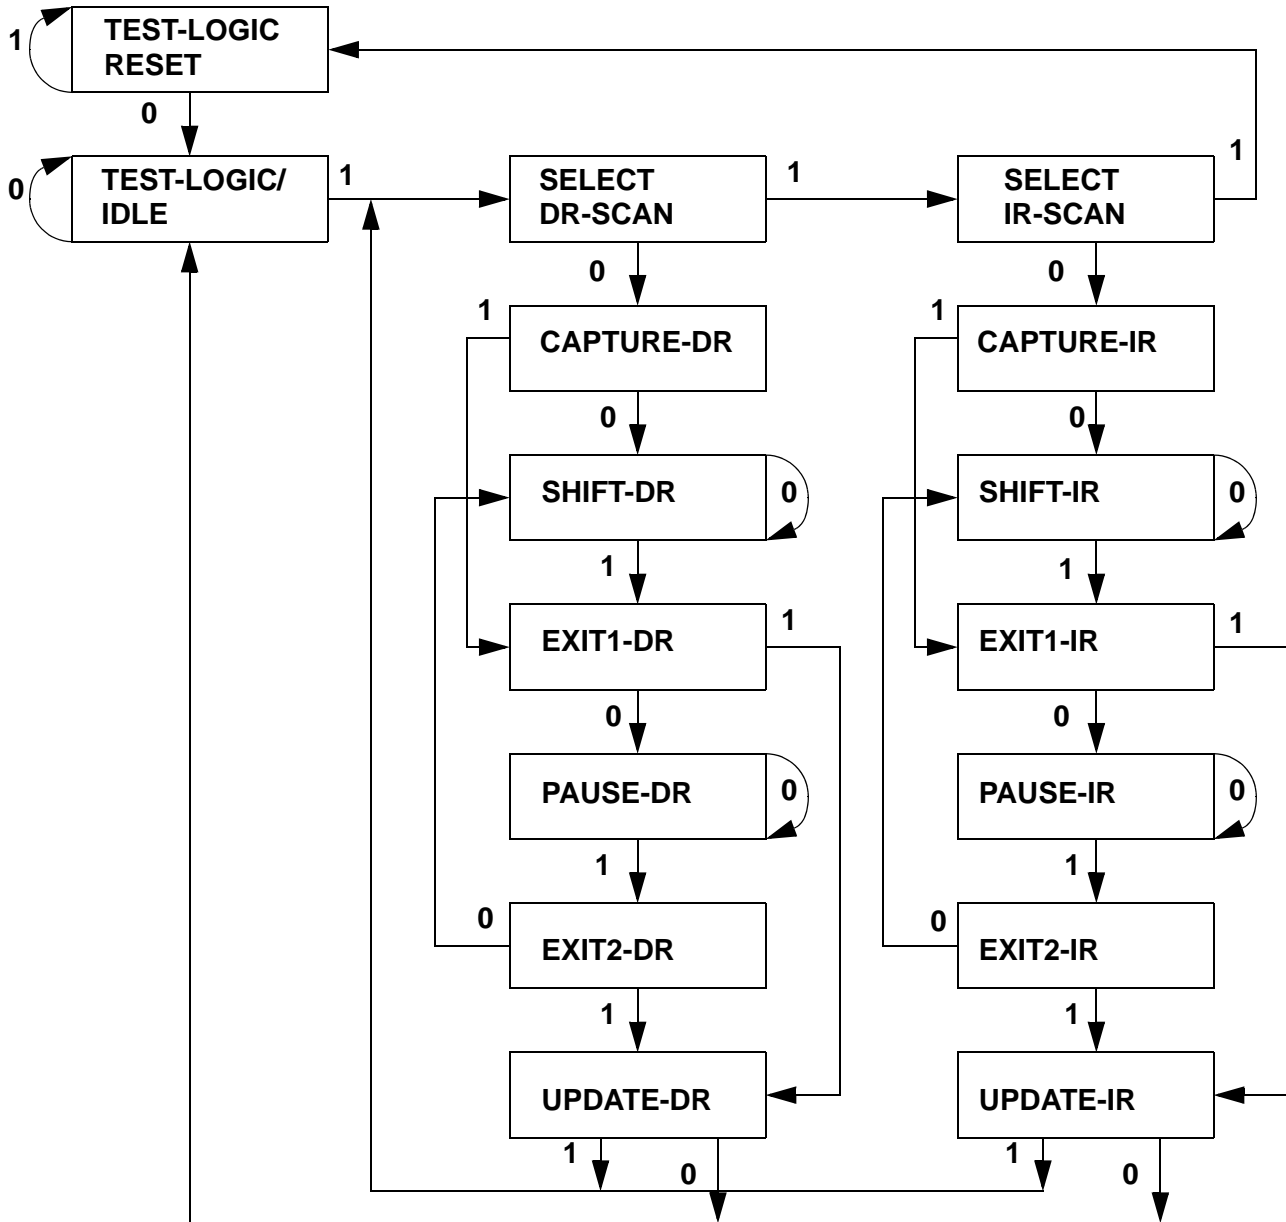 TEST-LOGIC
RESET
1
0
TEST-LOGIC/
IDLE
0
1
SELECT
DR-SCAN
1
SELECT
IR-SCAN
1
0
0
1
CAPTURE-DR
1
CAPTURE-IR
0
0
SHIFT-DR
0
SHIFT-IR
0
1
1
EXIT1-DR
1
EXIT1-IR
1
0
0
PAUSE-DR
0
PAUSE-IR
0
1
1
0
EXIT2-DR
0
EXIT2-IR
1
1
UPDATE-DR
UPDATE-IR
1
0
1
0